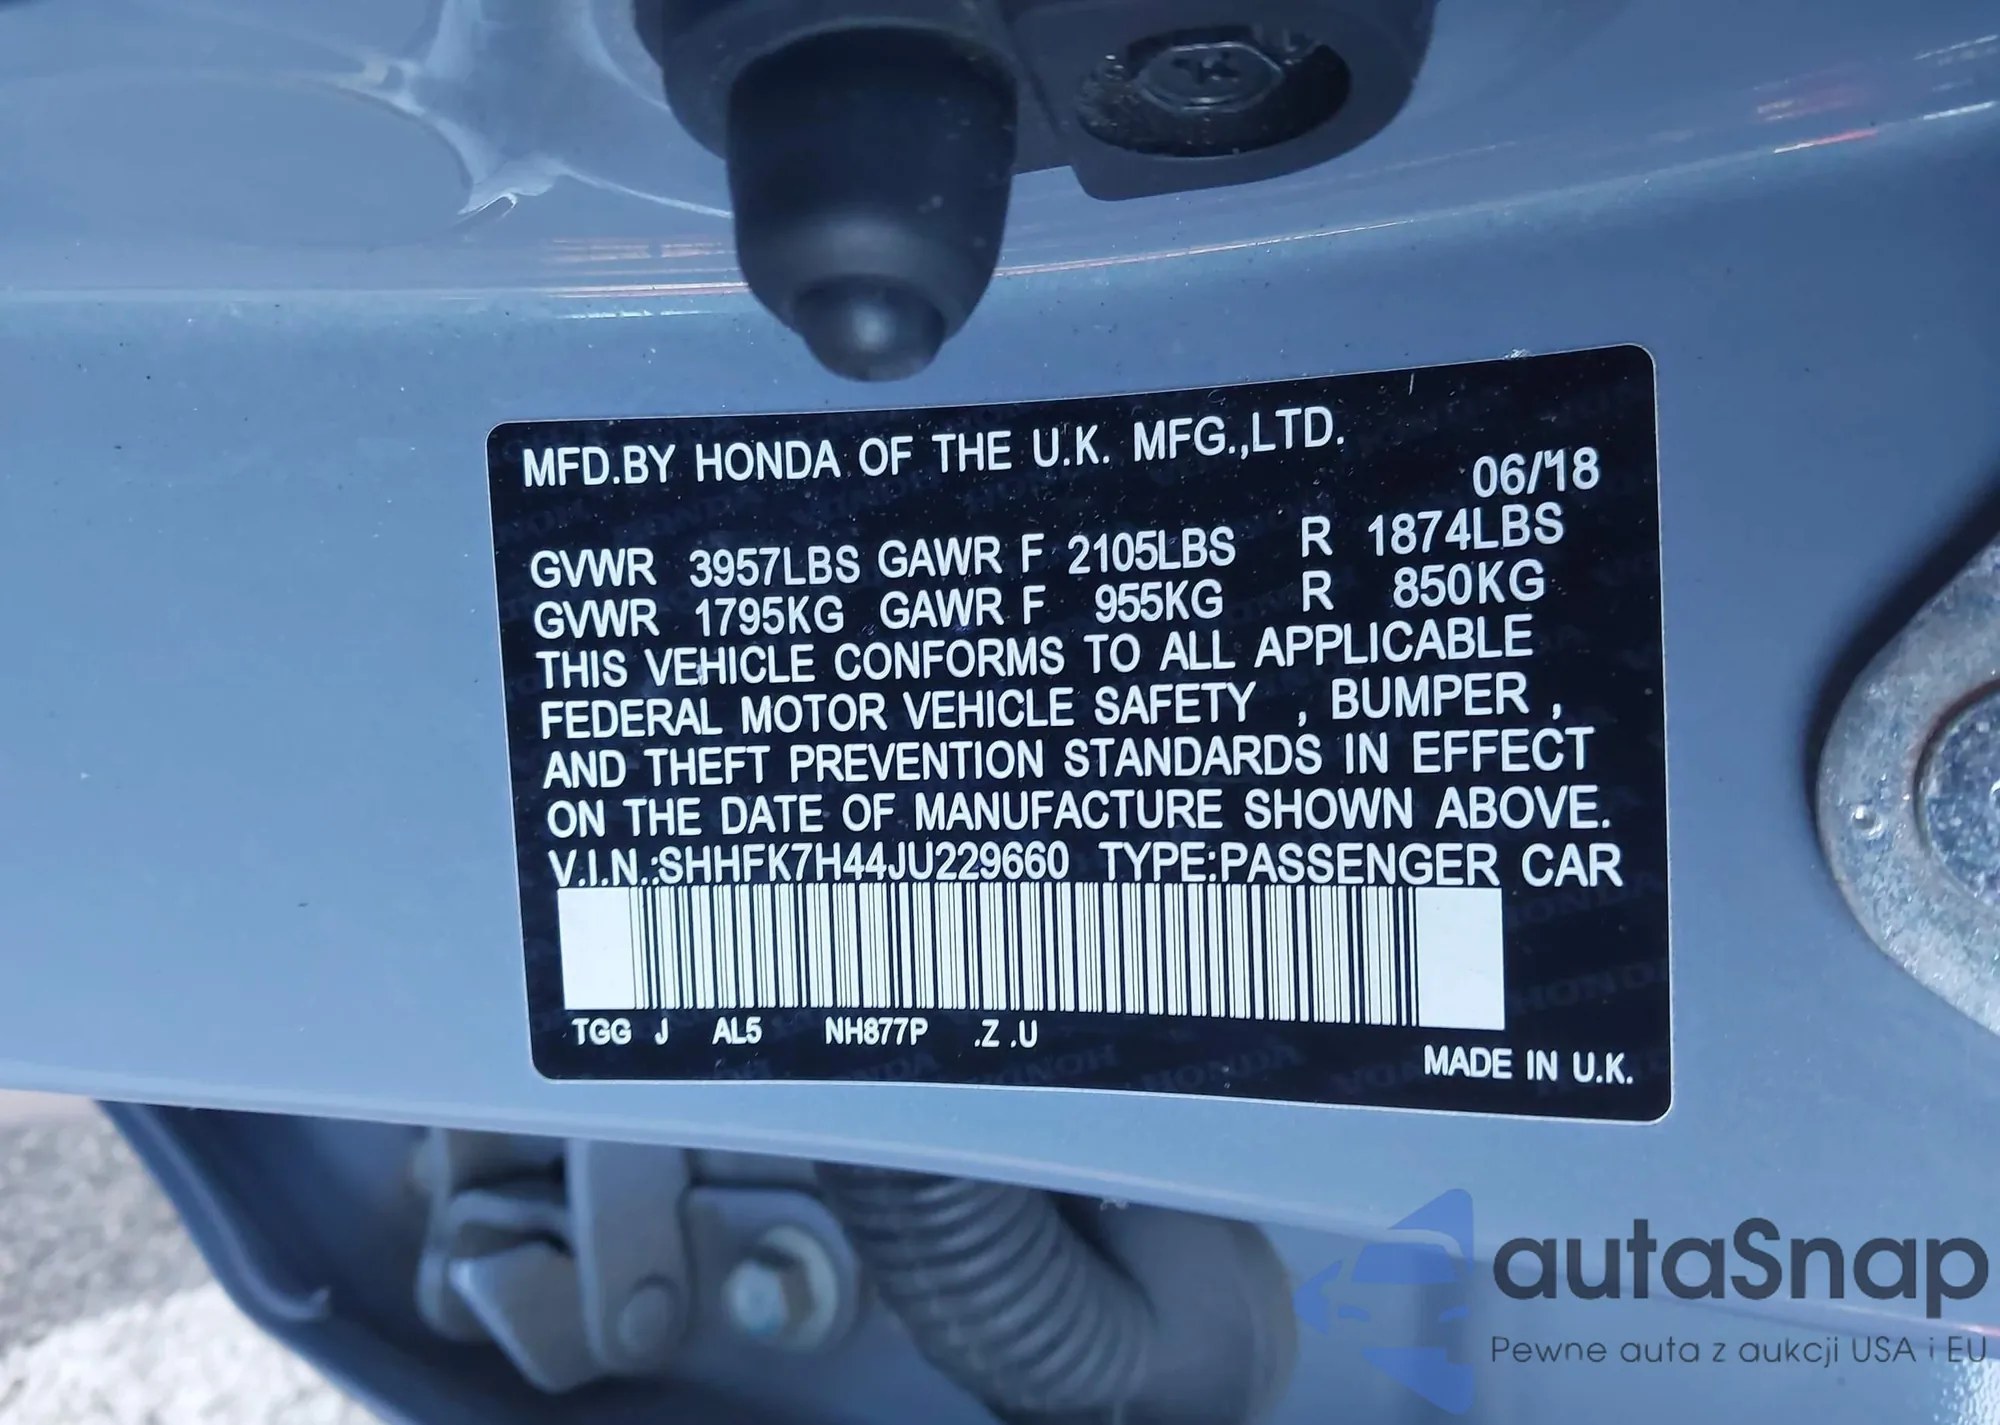 MFD.BY HONDA OF THE U.K. MFG.,LTD.
06/18
GVWR 3957LBS GAWR F 2105LBS R 1874LBS
GVWR 1795KG GAWR F 955KG R 850KG
THIS VEHICLE CONFORMS TO ALL APPLICABLE
FEDERAL MOTOR VEHICLE SAFETY , BUMPER ,
AND THEFT PREVENTION STANDARDS IN EFFECT
ON THE DATE OF MANUFACTURE SHOWN ABOVE.
V.I.N.:SHHFK7H44JU229660 TYPE:PASSENGER CAR
TGG J AL5 NH877P .Z .U
MADE IN U.K.
autaSnap
Pewne auta z aukcji USA i EU